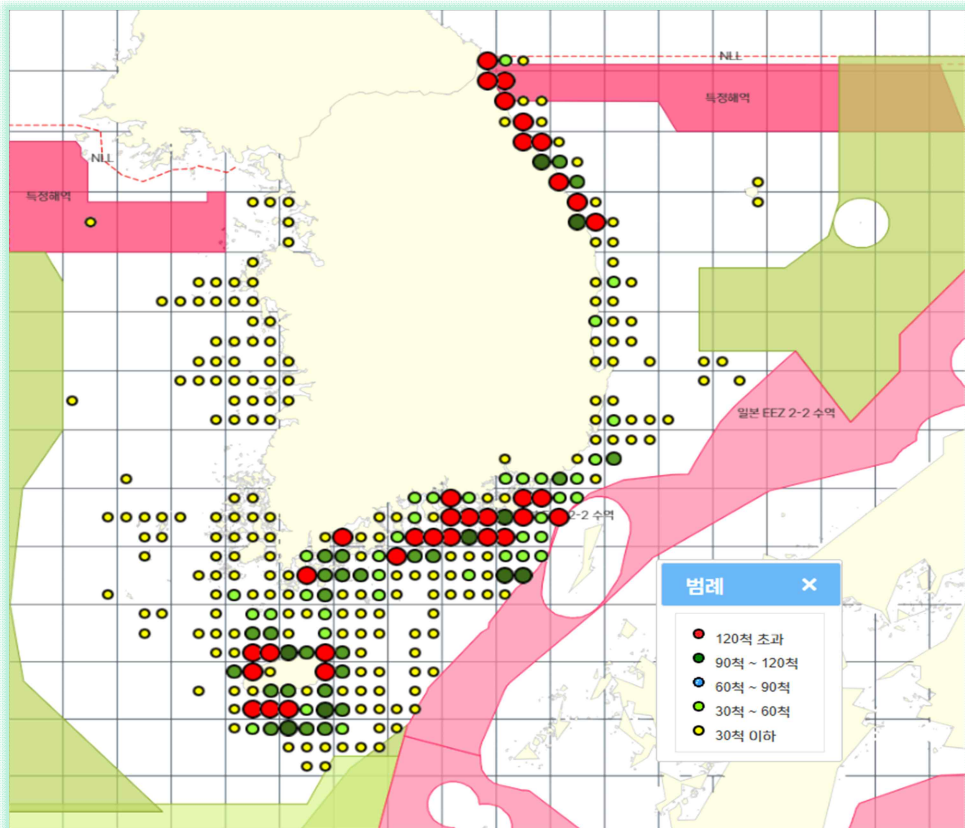 NLL
특정해역
NLL
특정해역
일본 EEZ 2-2 수역
2-2 수역
범례 ×
120척 초과
90척 ~ 120척
60척 ~ 90척
30척 ~ 60척
30척 이하